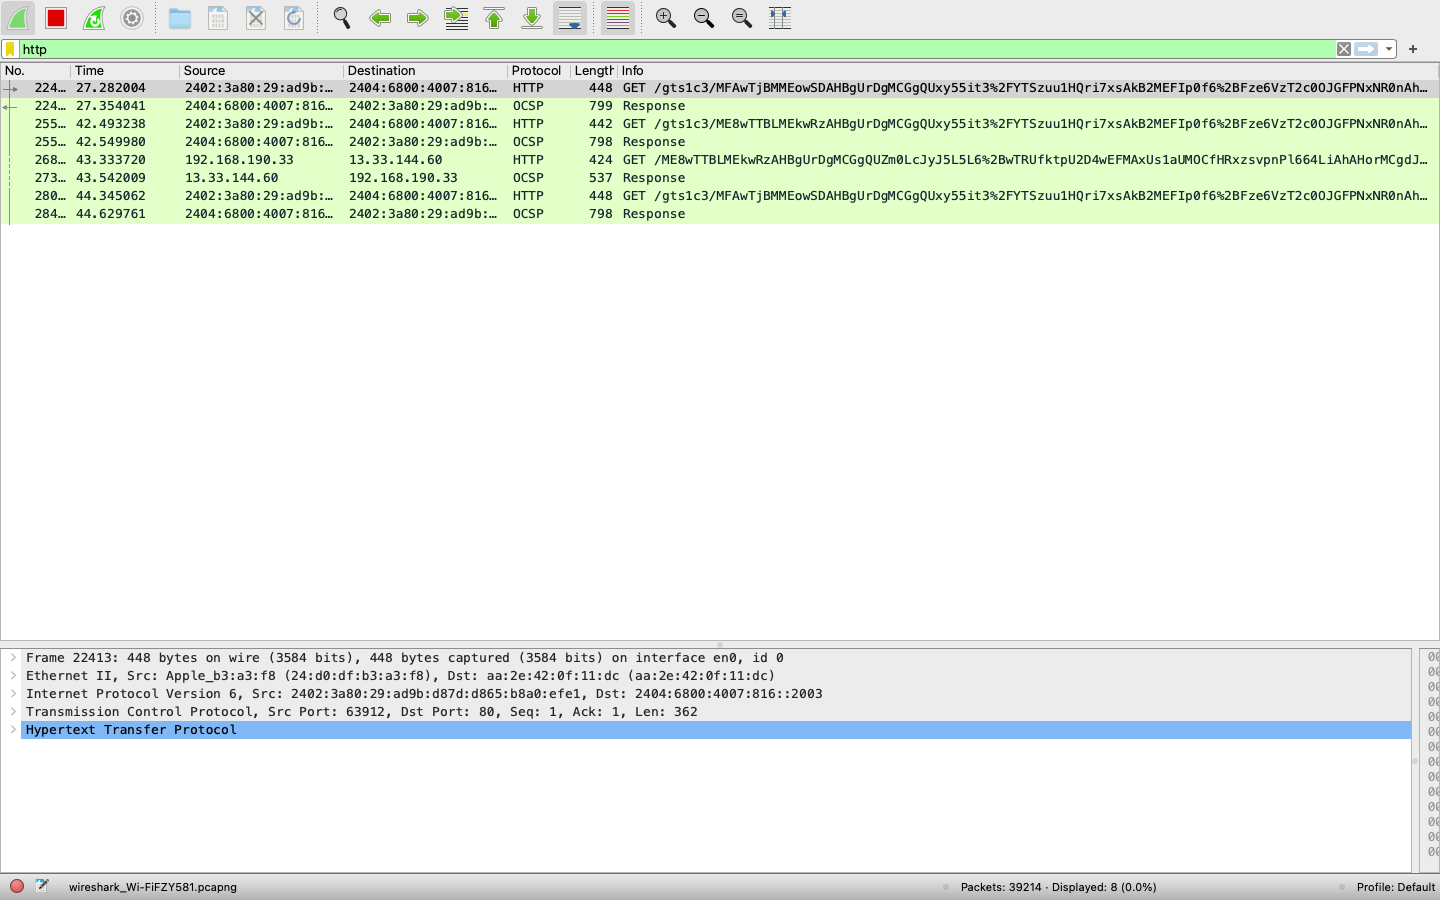 http
No. Time Source Destination Protocol Length Info
224… 27.282004 2402:3a80:29:ad9b:… 2404:6800:4007:816… HTTP 448 GET /gts1c3/MFAwTjBMMEowSDAHBgUrDgMCGgQUxy55it3%2FYTSzuu1HQri7xsAkB2MEFIp0f6%2BFze6VzT2c0OJGFPNxNR0nAh…
224… 27.354041 2404:6800:4007:816… 2402:3a80:29:ad9b:… OCSP 799 Response
255… 42.493238 2402:3a80:29:ad9b:… 2404:6800:4007:816… HTTP 442 GET /gts1c3/ME8wTTBLMEkwRzAHBgUrDgMCGgQUxy55it3%2FYTSzuu1HQri7xsAkB2MEFIp0f6%2BFze6VzT2c0OJGFPNxNR0nAh…
255… 42.549980 2404:6800:4007:816… 2402:3a80:29:ad9b:… OCSP 798 Response
268… 43.333720 192.168.190.33 13.33.144.60 HTTP 424 GET /ME8wTTBLMEkwRzAHBgUrDgMCGgQUZm0LcJyJ5L5L6%2BwTRUfktpU2D4wEFMAxUs1aUMOCfHRxzsvpnPl664LiAhAHorMCgdJ…
273… 43.542009 13.33.144.60 192.168.190.33 OCSP 537 Response
280… 44.345062 2402:3a80:29:ad9b:… 2404:6800:4007:816… HTTP 448 GET /gts1c3/MFAwTjBMMEowSDAHBgUrDgMCGgQUxy55it3%2FYTSzuu1HQri7xsAkB2MEFIp0f6%2BFze6VzT2c0OJGFPNxNR0nAh…
284… 44.629761 2404:6800:4007:816… 2402:3a80:29:ad9b:… OCSP 798 Response
Frame 22413: 448 bytes on wire (3584 bits), 448 bytes captured (3584 bits) on interface en0, id 0
Ethernet II, Src: Apple_b3:a3:f8 (24:d0:df:b3:a3:f8), Dst: aa:2e:42:0f:11:dc (aa:2e:42:0f:11:dc)
Internet Protocol Version 6, Src: 2402:3a80:29:ad9b:d87d:d865:b8a0:efe1, Dst: 2404:6800:4007:816::2003
Transmission Control Protocol, Src Port: 63912, Dst Port: 80, Seq: 1, Ack: 1, Len: 362
Hypertext Transfer Protocol
wireshark_Wi-FiFZY581.pcapng Packets: 39214 · Displayed: 8 (0.0%) Profile: Default